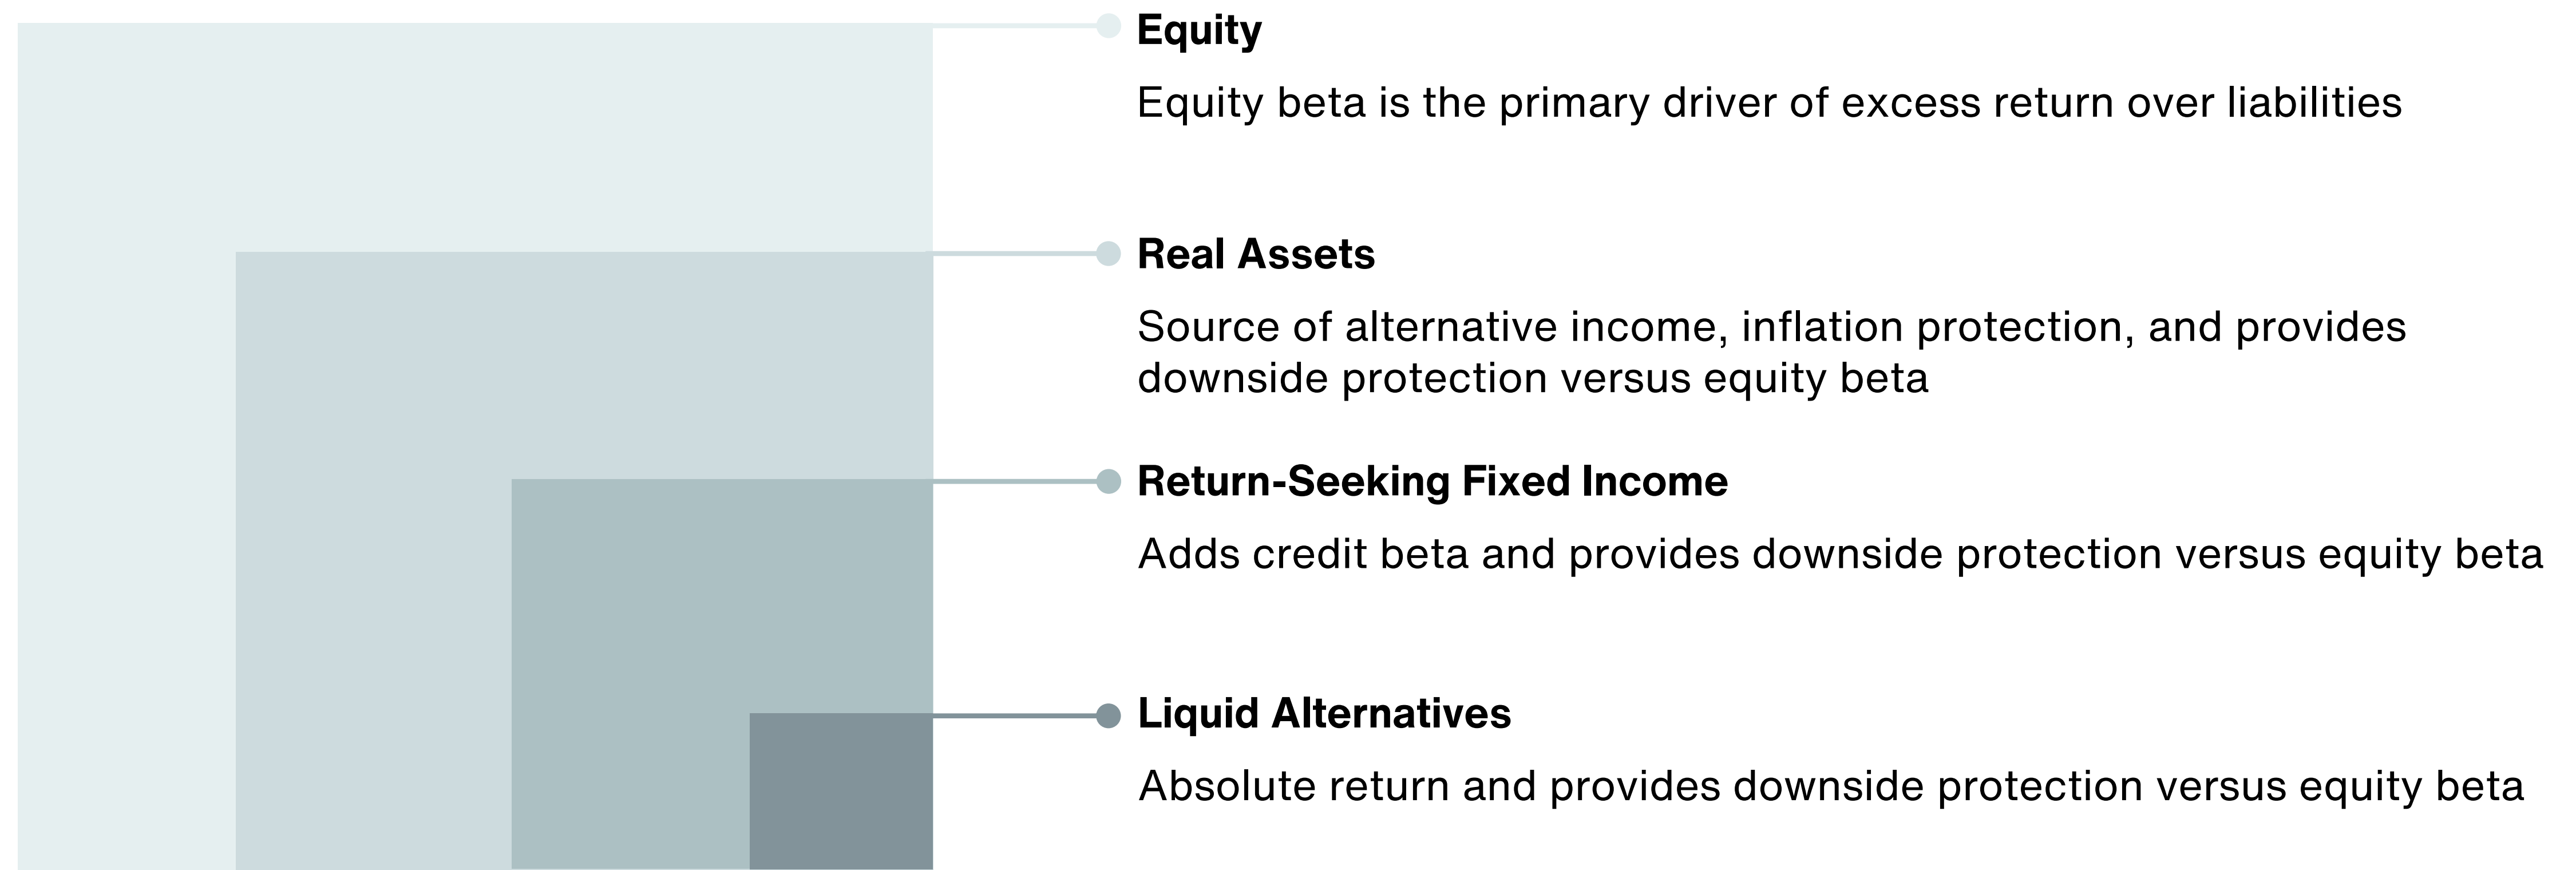 Equity
Equity beta is the primary driver of excess return over liabilities
Real Assets
Source of alternative income, inflation protection, and provides
downside protection versus equity beta
Return-Seeking Fixed Income
Adds credit beta and provides downside protection versus equity beta
Liquid Alternatives
Absolute return and provides downside protection versus equity beta